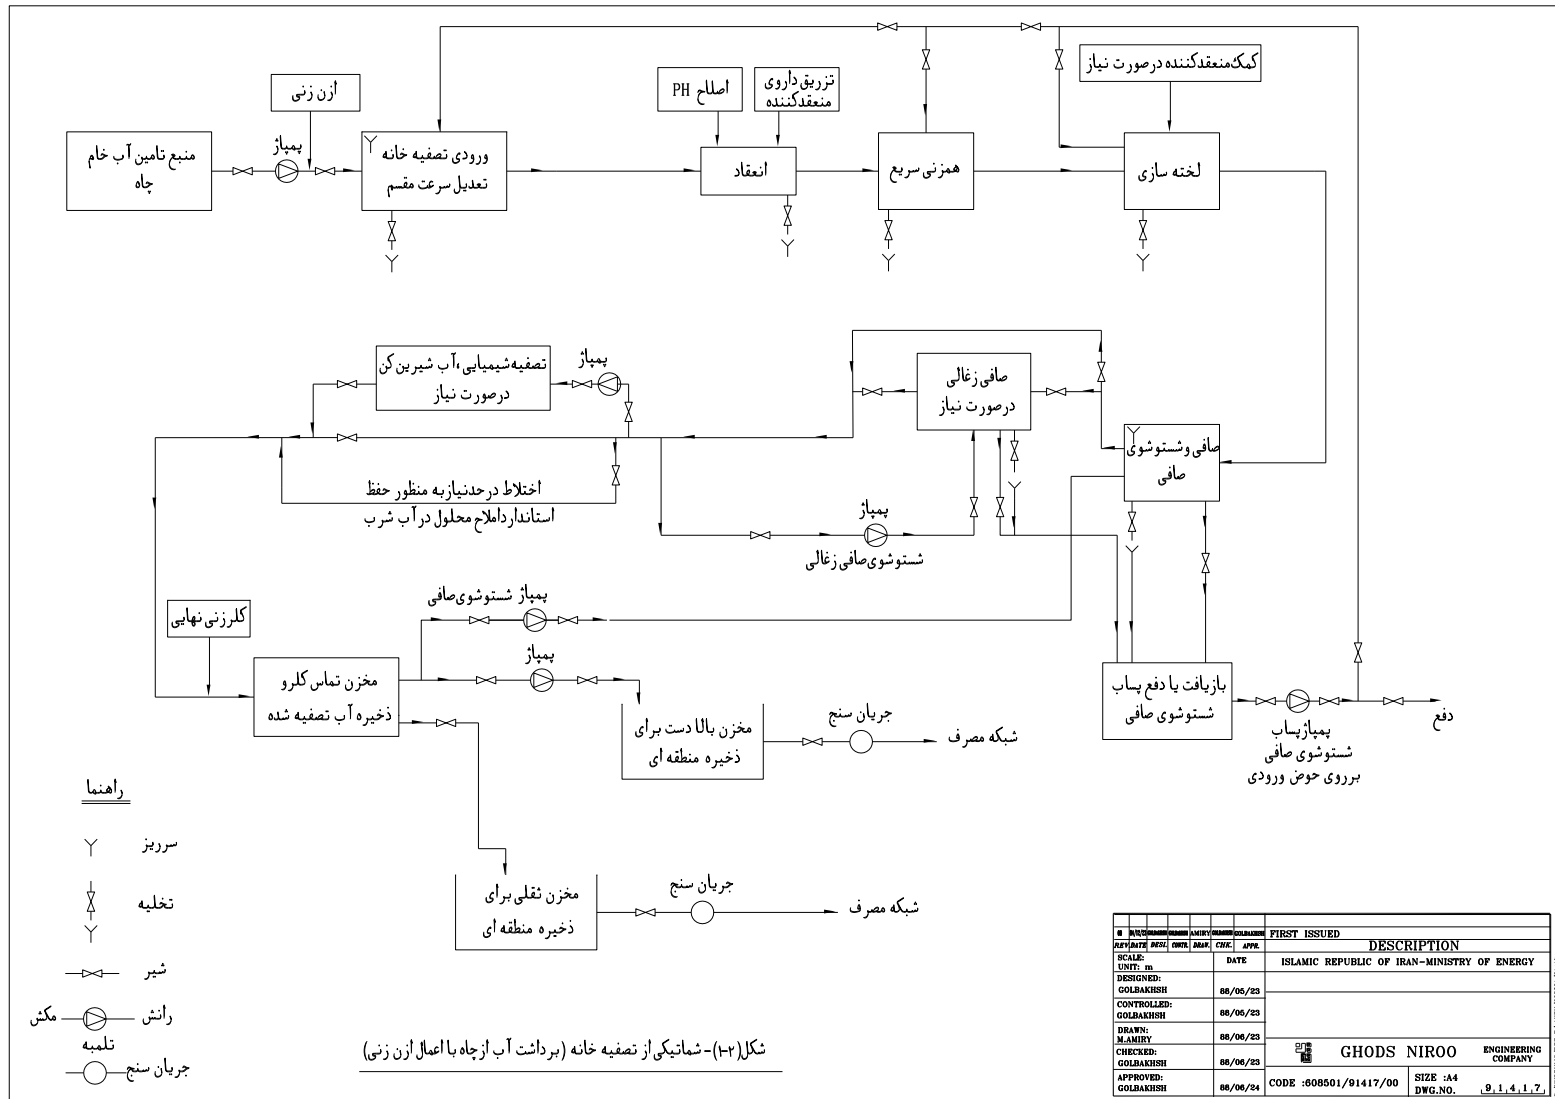 کمک منعقدکننده درصورت نیاز
تزریق داروی
منعقدکننده
اصلاح PH
ازن زنی
پمپاژ
منبع تامین آب خام
چاه
ورودی تصفیه خانه
تعدیل سرعت مقسم
انعقاد
همزنی سریع
لخته سازی
تصفیه شیمیایی،آب شیرین کن
درصورت نیاز
پمپاژ
صافی زغالی
درصورت نیاز
صافی وشستوشوی
صافی
اختلاط درحدنیازبه منظور حفظ
استاندارداملاح محلول درآب شرب
پمپاژ
شستوشوی صافی زغالی
پمپاژ شستوشوی صافی
کلرزنی نهایی
پمپاژ
مخزن تماس کلرو
ذخیره آب تصفیه شده
مخزن بالا دست برای
ذخیره منطقه ای
جریان سنج
شبکه مصرف
بازیافت یا دفع پساب
شستوشوی صافی
دفع
پمپاژپساب
شستوشوی صافی
برروی حوض ورودی
مخزن ثقلی برای
ذخیره منطقه ای
جریان سنج
شبکه مصرف
راهنما
سرریز
تخلیه
شیر
رانش
مکش
تلمبه
جریان سنج
شکل(۲-۱)-شماتیکی از تصفیه خانه (برداشت آب ازچاه با اعمال ازن زنی)
AMIRY
FIRST ISSUED
REV DATE DESI. CONTR. DRAW. CHK. APPR.
DESCRIPTION
SCALE:
UNIT: m
DATE
ISLAMIC REPUBLIC OF IRAN-MINISTRY OF ENERGY
DESIGNED:
GOLBAKHSH 88/05/23
CONTROLLED:
GOLBAKHSH 88/05/23
DRAWN:
M.AMIRY 88/06/23
CHECKED:
GOLBAKHSH 88/06/23
APPROVED:
GOLBAKHSH 88/06/24
GHODS NIROO
ENGINEERING
COMPANY
CODE :608501/91417/00
SIZE :A4
DWG.NO. 9,1,4,1,7,